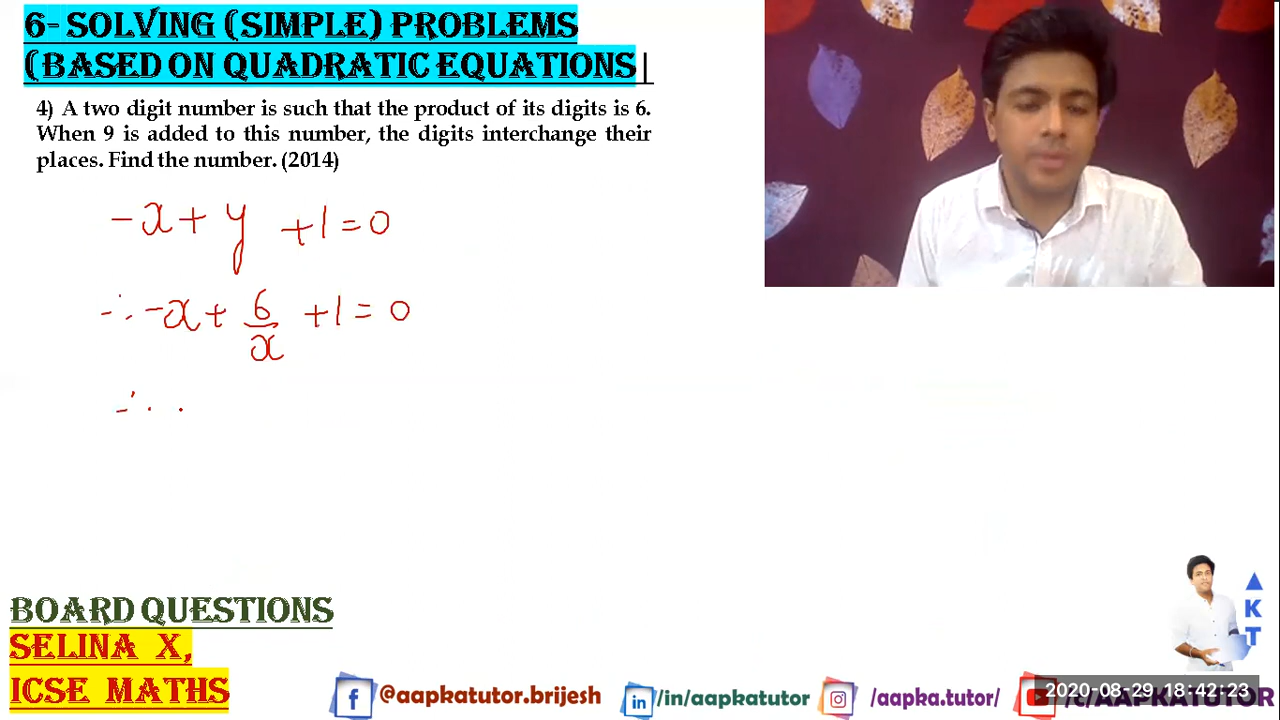 6- SOLVING (SIMPLE) PROBLEMS
(BASED ON QUADRATIC EQUATIONS
4) A two digit number is such that the product of its digits is 6.
When 9 is added to this number, the digits interchange their
places. Find the number. (2014)
-x + y +1 = 0
∴ -x + 6/x +1 = 0
∴
BOARD QUESTIONS
SELINA X,
ICSE MATHS
AKT
@aapkatutor.brijesh /in/aapkatutor /aapka.tutor/ /c/AAPKATUTOR
2020-08-29 18:42:23